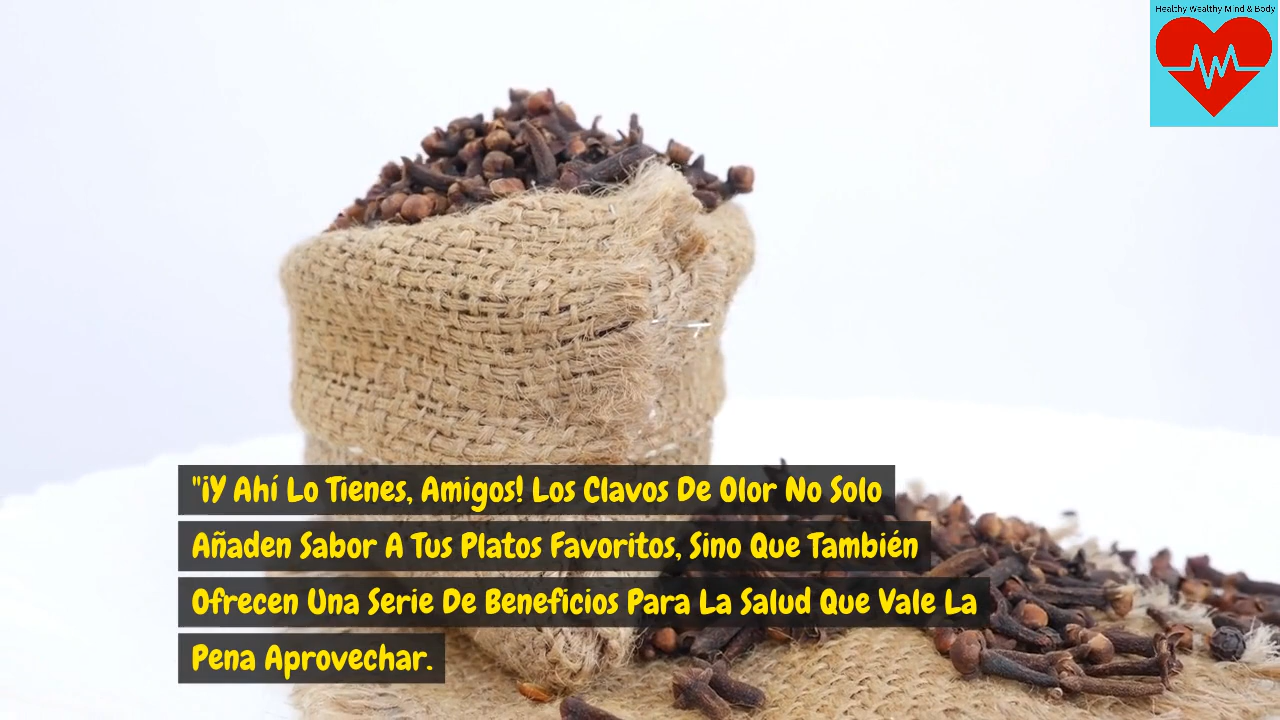 Healthy Wealthy Mind & Body
"¡Y Ahí Lo Tienes, Amigos! Los Clavos De Olor No Solo
Añaden Sabor A Tus Platos Favoritos, Sino Que También
Ofrecen Una Serie De Beneficios Para La Salud Que Vale La
Pena Aprovechar.